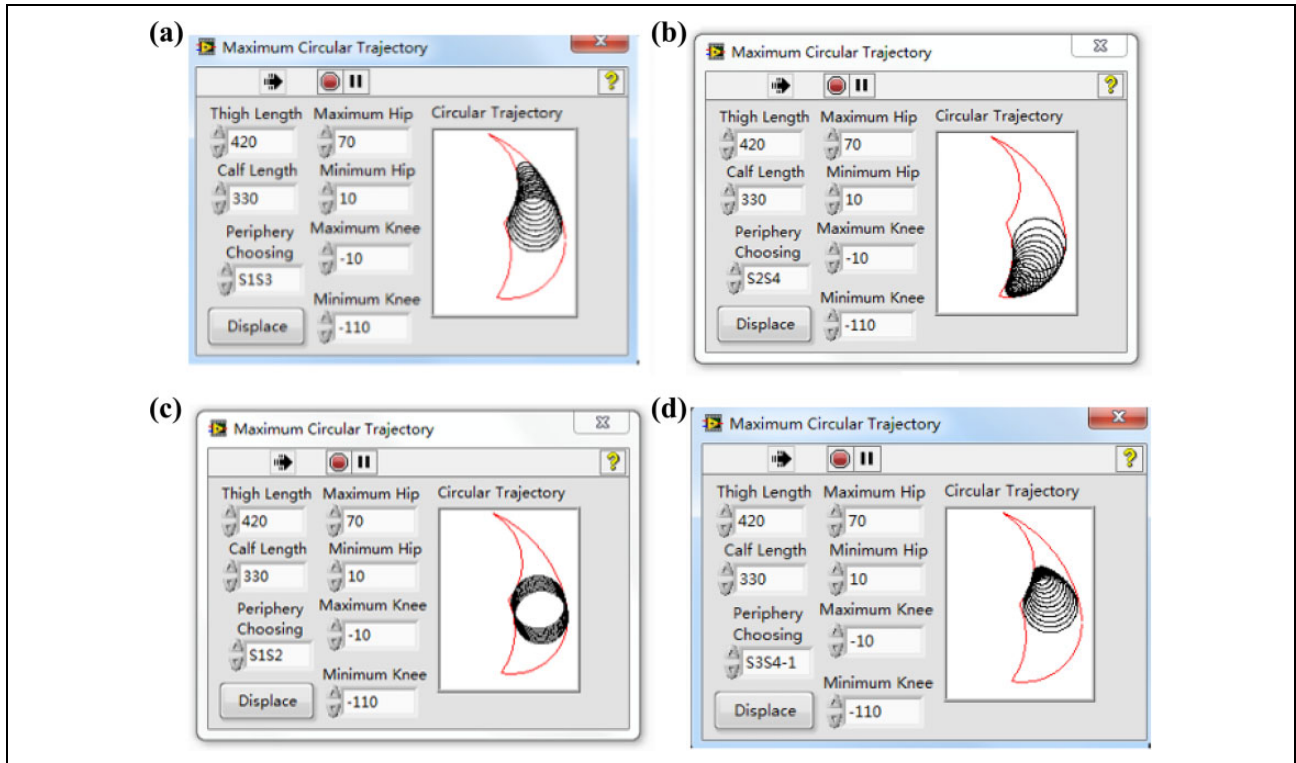 (a)
Maximum Circular Trajectory
Thigh Length Maximum Hip Circular Trajectory
420 70
Calf Length Minimum Hip
330 10
Periphery Maximum Knee
Choosing -10
S1S3
Minimum Knee
Displace -110
(b)
Maximum Circular Trajectory
Thigh Length Maximum Hip Circular Trajectory
420 70
Calf Length Minimum Hip
330 10
Periphery Maximum Knee
Choosing -10
S2S4
Minimum Knee
Displace -110
(c)
Maximum Circular Trajectory
Thigh Length Maximum Hip Circular Trajectory
420 70
Calf Length Minimum Hip
330 10
Periphery Maximum Knee
Choosing -10
S1S2
Minimum Knee
Displace -110
(d)
Maximum Circular Trajectory
Thigh Length Maximum Hip Circular Trajectory
420 70
Calf Length Minimum Hip
330 10
Periphery Maximum Knee
Choosing -10
S3S4-1
Minimum Knee
Displace -110